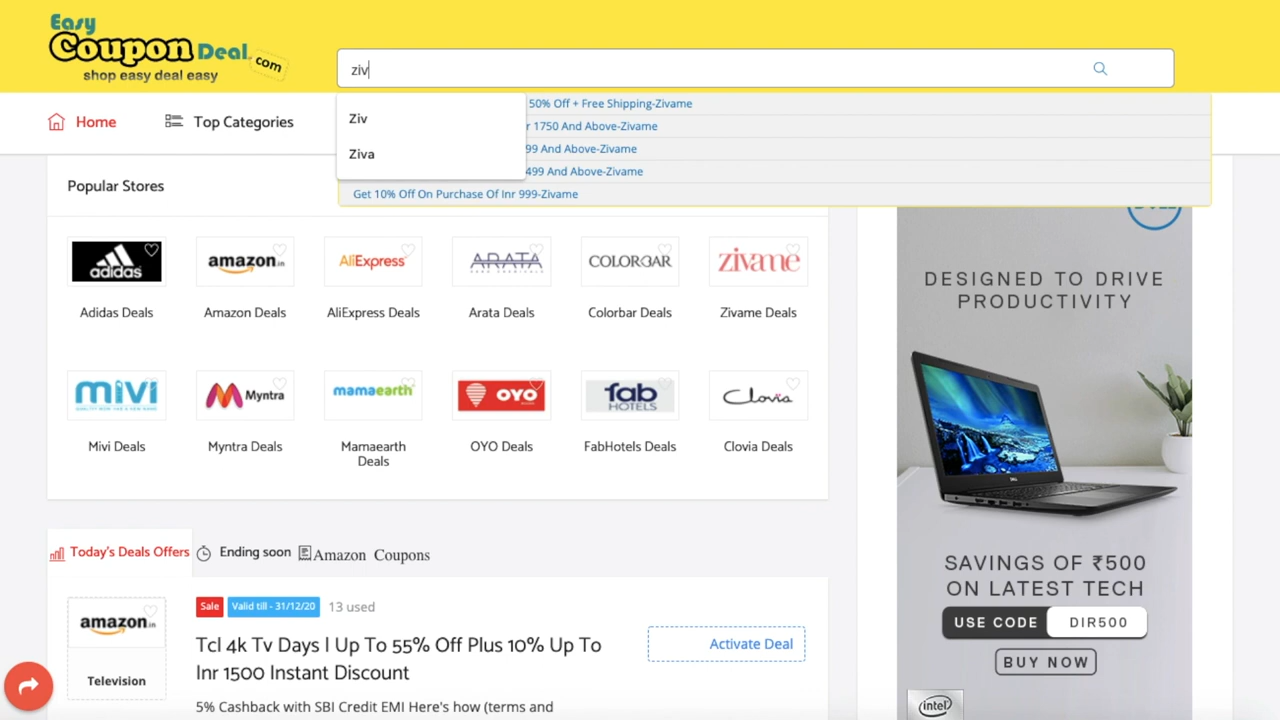 Easy
Coupon Deal.com
shop easy deal easy
ziv
Home
Top Categories
Ziv
Ziva
50% Off + Free Shipping-Zivame
r 1750 And Above-Zivame
99 And Above-Zivame
499 And Above-Zivame
Get 10% Off On Purchase Of Inr 999-Zivame
Popular Stores
adidas
amazon.in
AliExpress
ARATA
COLORBAR
zivame
Adidas Deals
Amazon Deals
AliExpress Deals
Arata Deals
Colorbar Deals
Zivame Deals
mivi
Myntra
mamaearth
OYO
fab
HOTELS
Clovia
Mivi Deals
Myntra Deals
Mamaearth
Deals
OYO Deals
FabHotels Deals
Clovia Deals
Today's Deals Offers
Ending soon
Amazon Coupons
amazon.in
Television
Sale
Valid till - 31/12/20
13 used
Tcl 4k Tv Days l Up To 55% Off Plus 10% Up To
Inr 1500 Instant Discount
5% Cashback with SBI Credit EMI Here's how (terms and
Activate Deal
DESIGNED TO DRIVE
PRODUCTIVITY
DELL
SAVINGS OF ₹500
ON LATEST TECH
USE CODE
DIR500
BUY NOW
intel